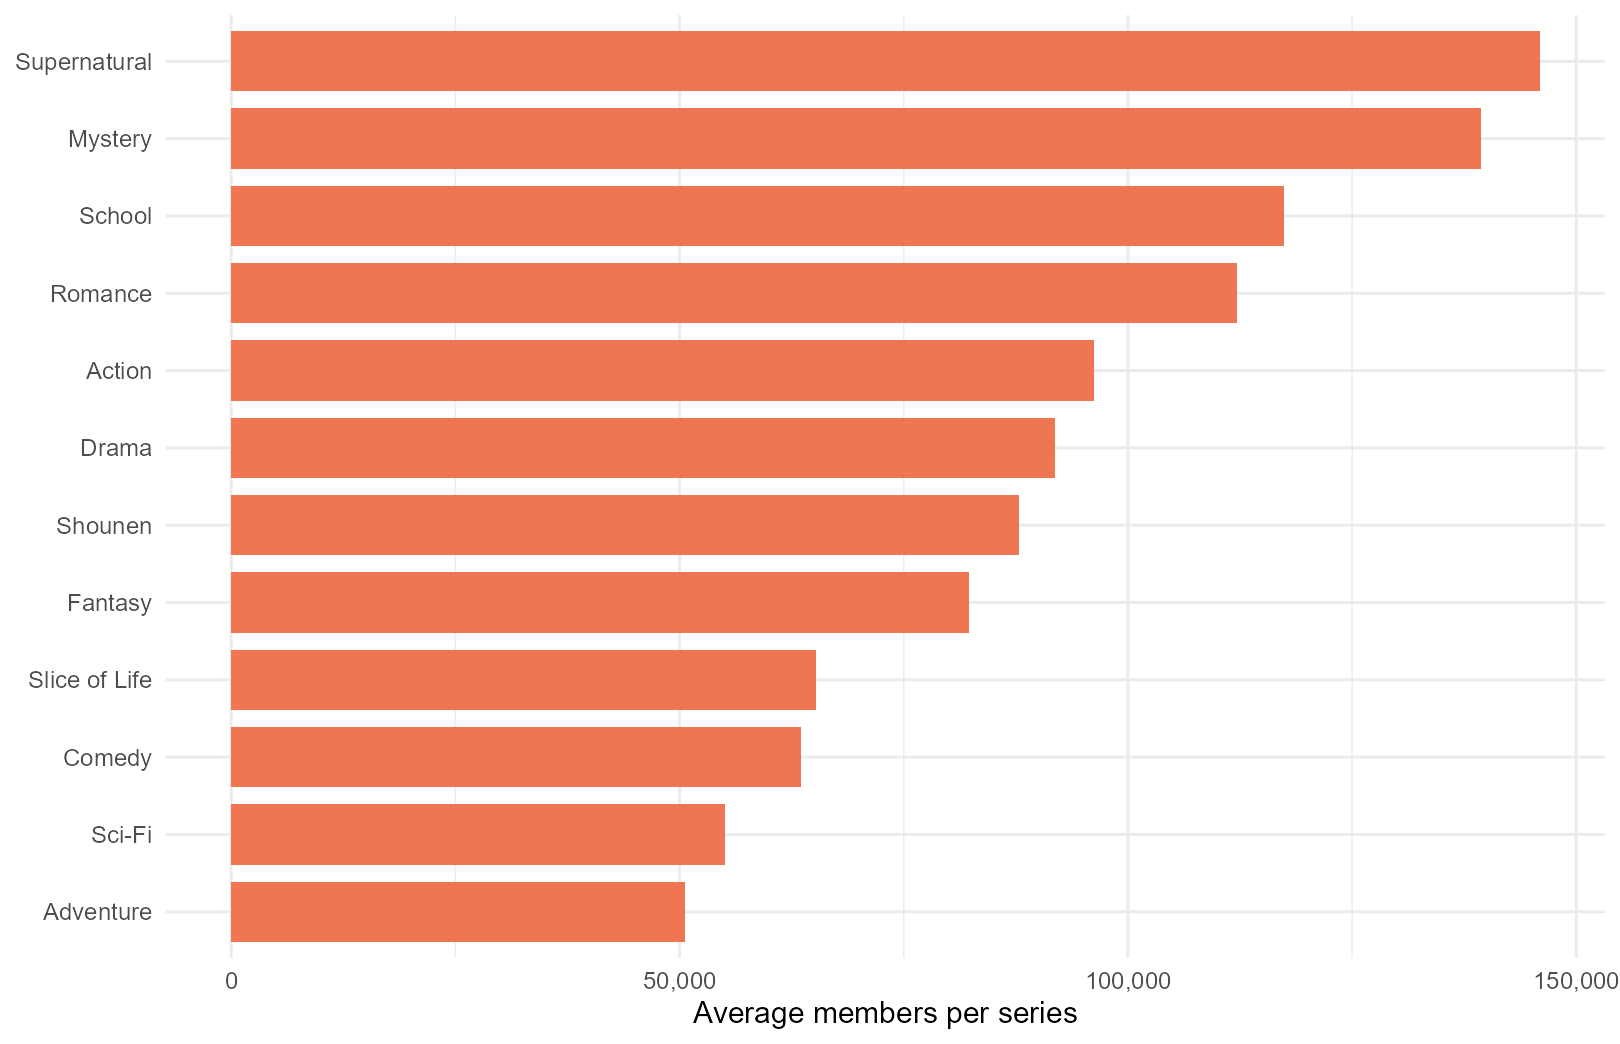 Supernatural
Mystery
School
Romance
Action
Drama
Shounen
Fantasy
Slice of Life
Comedy
Sci-Fi
Adventure
0 50,000 100,000 150,000
Average members per series